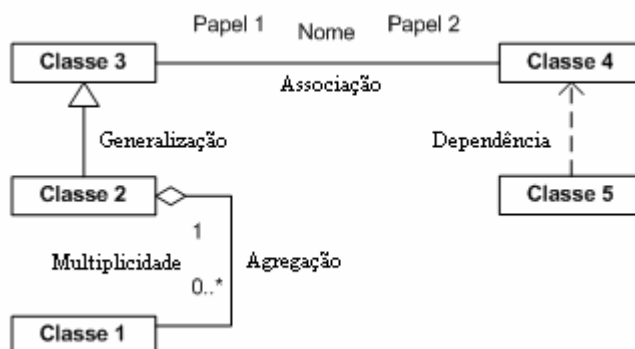 Papel 1 Nome Papel 2
Classe 3
Classe 4
Associação
Generalização
Dependência
Classe 2
Classe 5
1
Multiplicidade
Agregação
0..*
Classe 1